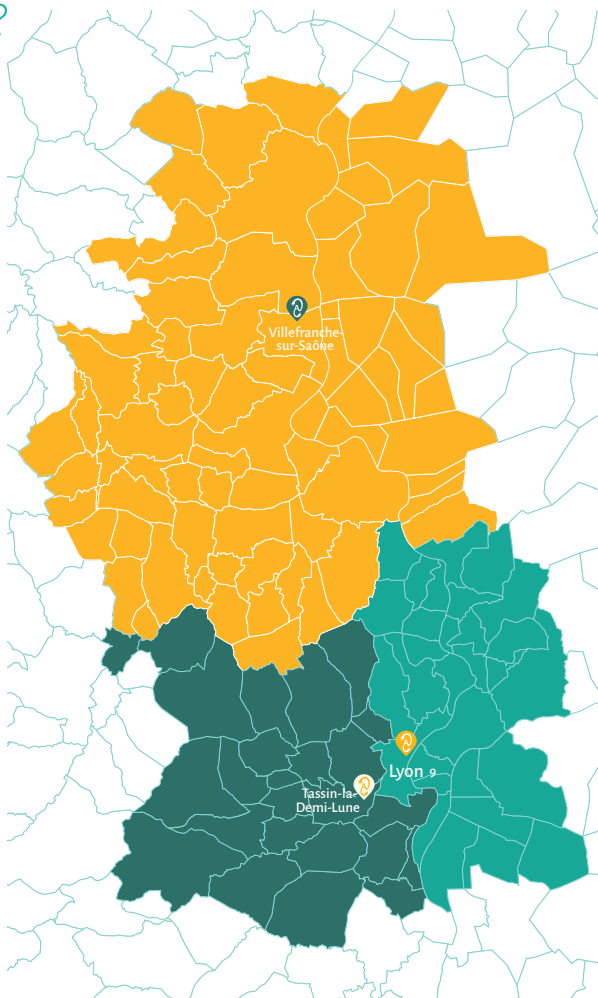 Villefranche-
sur-Saône
Lyon 9
Tassin-la-
Demi-Lune